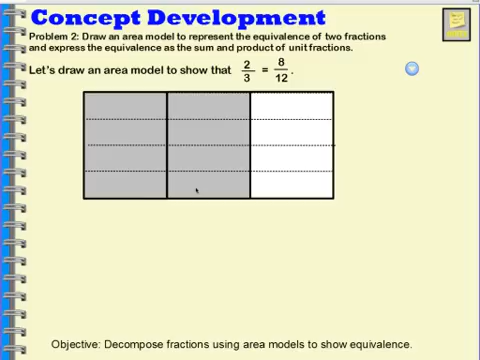 Concept Development
Problem 2: Draw an area model to represent the equivalence of two fractions
and express the equivalence as the sum and product of unit fractions.
Let's draw an area model to show that 2/3 = 8/12.
Objective: Decompose fractions using area models to show equivalence.